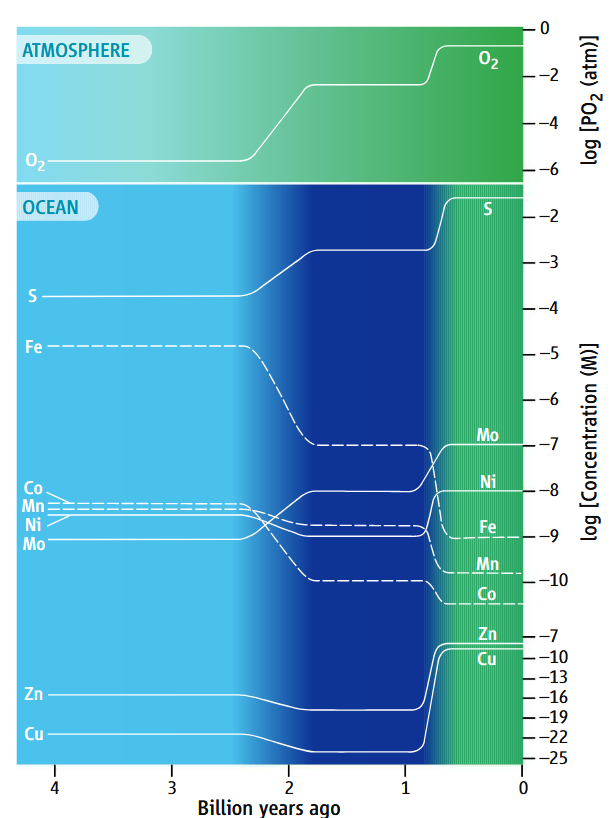 ATMOSPHERE
O2
O2
0
−2
−4
−6
log [PO2 (atm)]
OCEAN
S
Fe
Co
Mn
Ni
Mo
Zn
Cu
S
Mo
Ni
Fe
Mn
Co
Zn
Cu
−2
−3
−4
−5
−6
−7
−8
−9
−10
−7
−10
−13
−16
−19
−22
−25
log [Concentration (M)]
4 3 2 1 0
Billion years ago